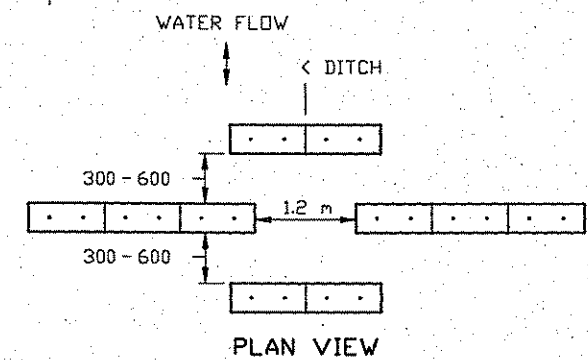 WATER FLOW
< DITCH
300 - 600
1.2 m
300 - 600
PLAN VIEW